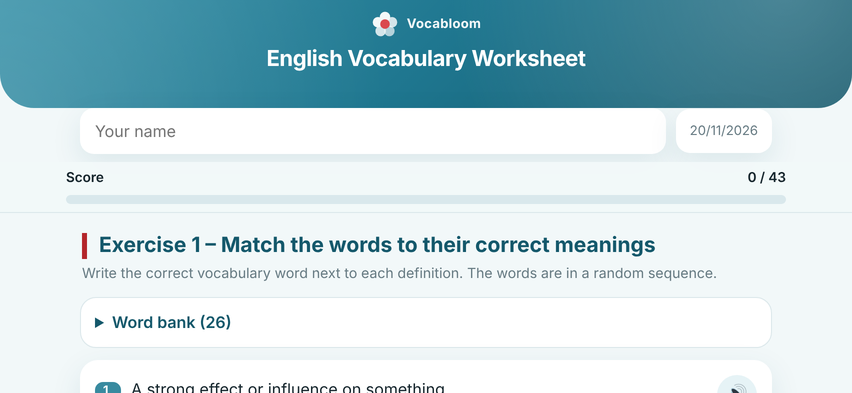 Vocabloom
English Vocabulary Worksheet
Your name
20/11/2026
Score
0 / 43
Exercise 1 – Match the words to their correct meanings
Write the correct vocabulary word next to each definition. The words are in a random sequence.
Word bank (26)
1
A strong effect or influence on something